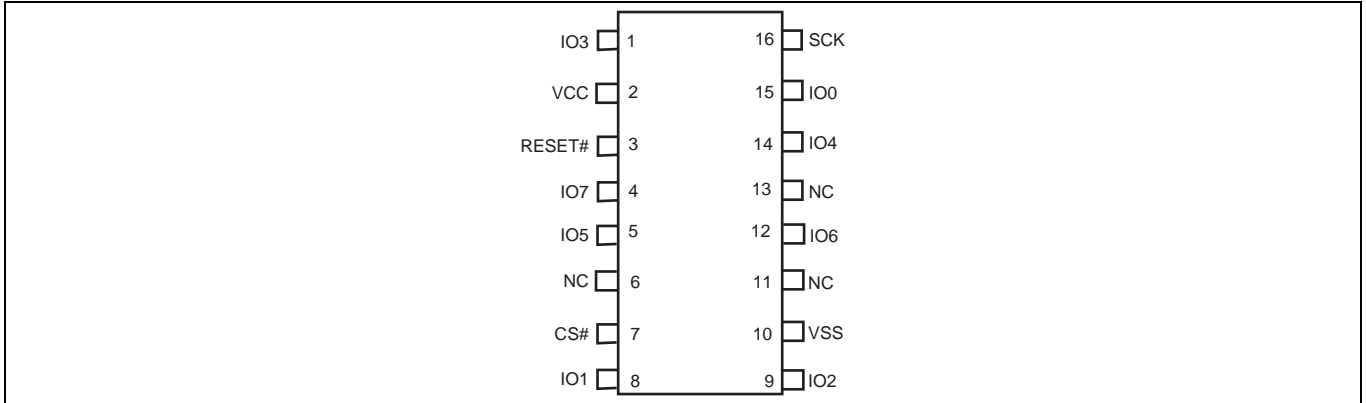 IO3 1 16 SCK
VCC 2 15 IO0
RESET# 3 14 IO4
IO7 4 13 NC
IO5 5 12 IO6
NC 6 11 NC
CS# 7 10 VSS
IO1 8 9 IO2